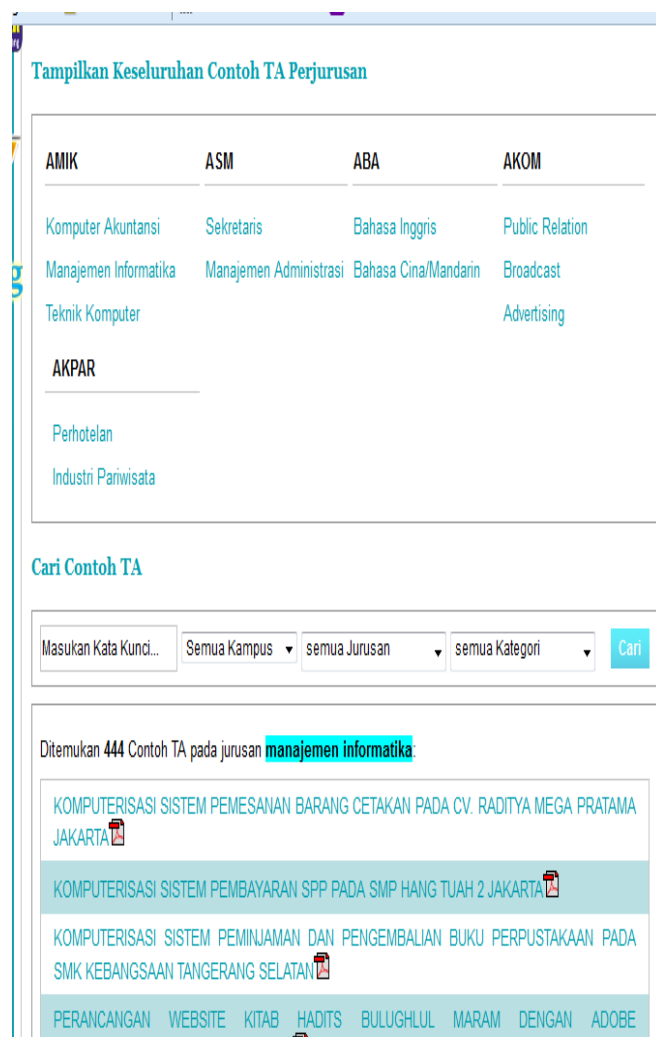 Tampilkan Keseluruhan Contoh TA Perjurusan
AMIK ASM ABA AKOM
Komputer Akuntansi Sekretaris Bahasa Inggris Public Relation
Manajemen Informatika Manajemen Administrasi Bahasa Cina/Mandarin Broadcast
Teknik Komputer Advertising
AKPAR
Perhotelan
Industri Pariwisata
Cari Contoh TA
Masukan Kata Kunci... Semua Kampus semua Jurusan semua Kategori Cari
Ditemukan 444 Contoh TA pada jurusan manajemen informatika:
KOMPUTERISASI SISTEM PEMESANAN BARANG CETAKAN PADA CV. RADITYA MEGA PRATAMA
JAKARTA
KOMPUTERISASI SISTEM PEMBAYARAN SPP PADA SMP HANG TUAH 2 JAKARTA
KOMPUTERISASI SISTEM PEMINJAMAN DAN PENGEMBALIAN BUKU PERPUSTAKAAN PADA
SMK KEBANGSAAN TANGERANG SELATAN
PERANCANGAN WEBSITE KITAB HADITS BULUGHLUL MARAM DENGAN ADOBE